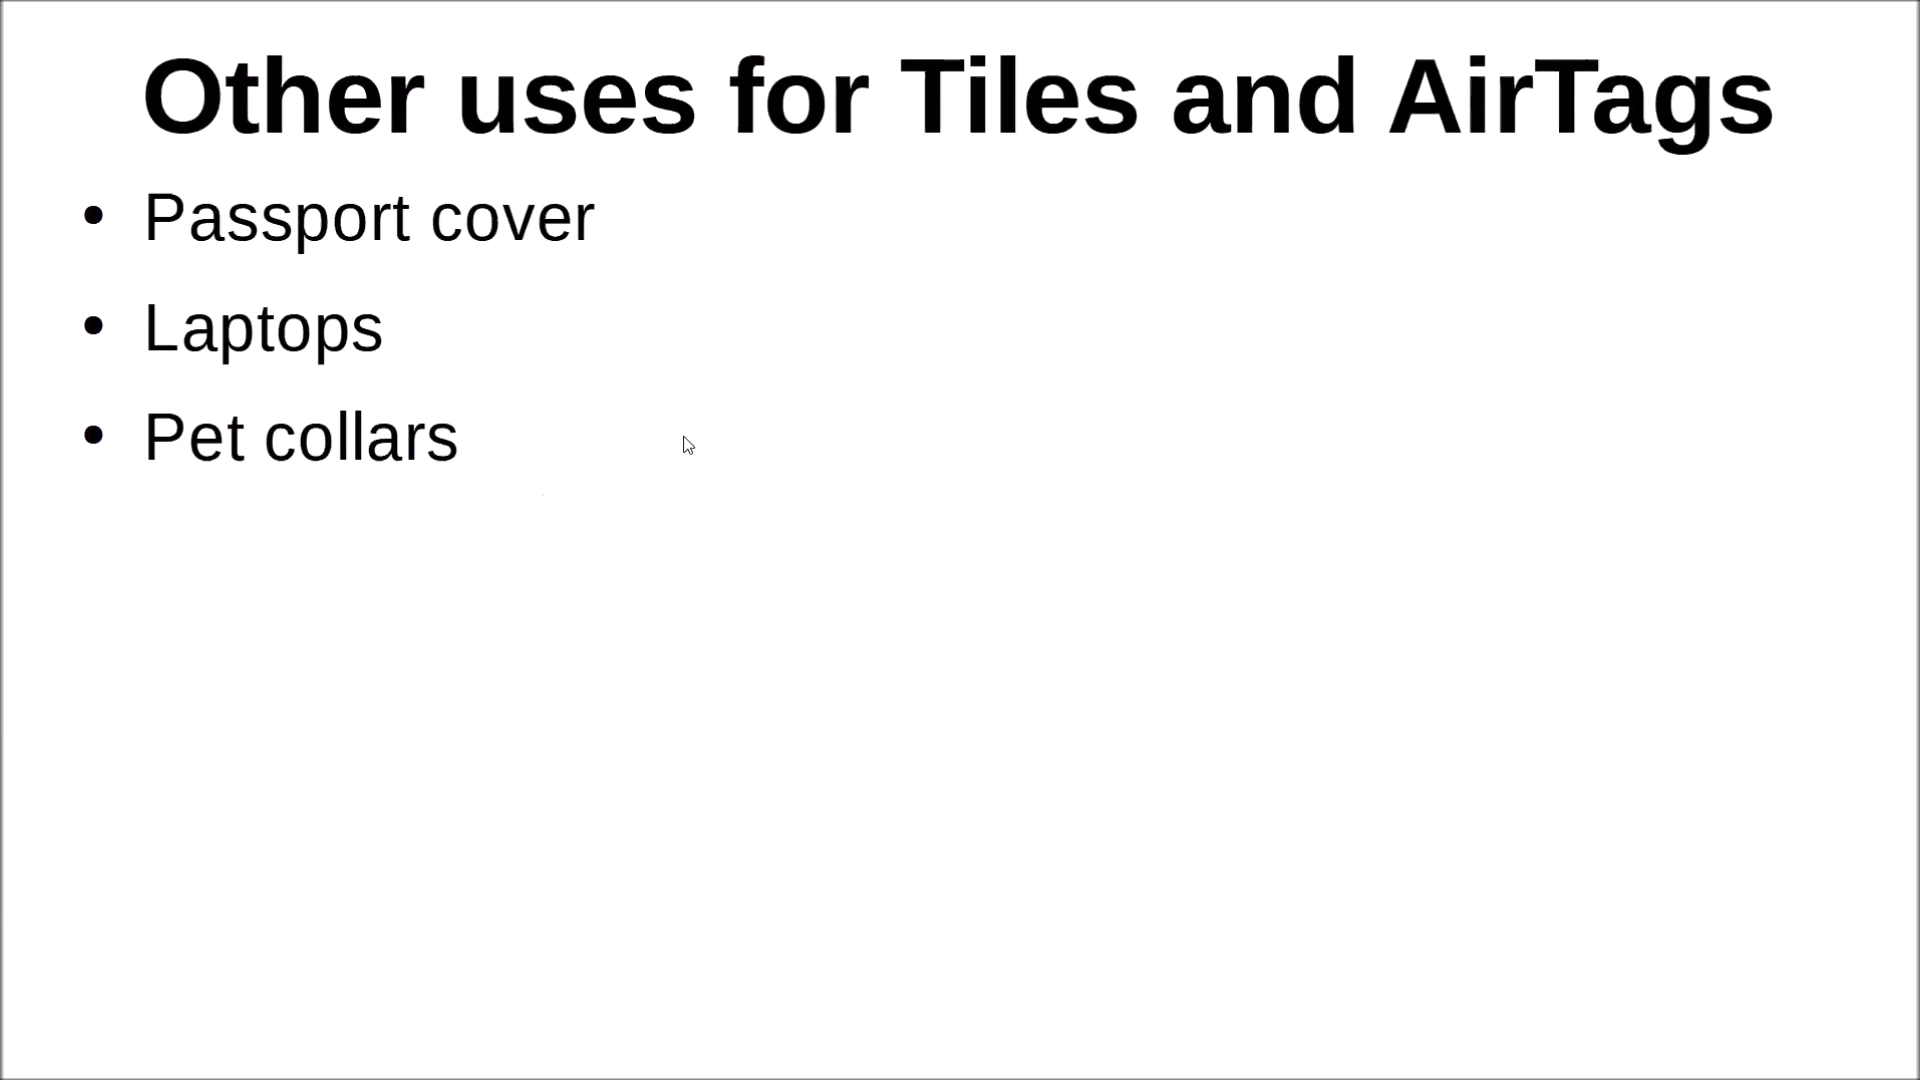 Other uses for Tiles and AirTags
• Passport cover
• Laptops
• Pet collars